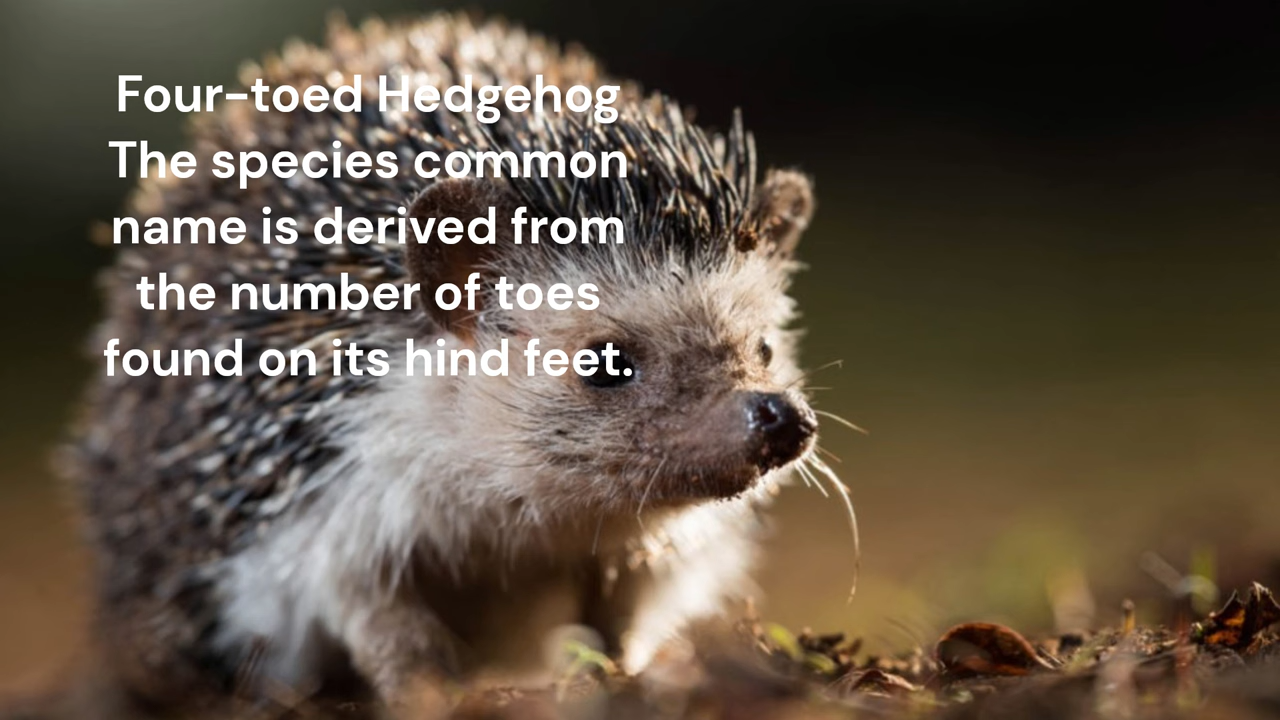 Four-toed Hedgehog
The species common
name is derived from
the number of toes
found on its hind feet.